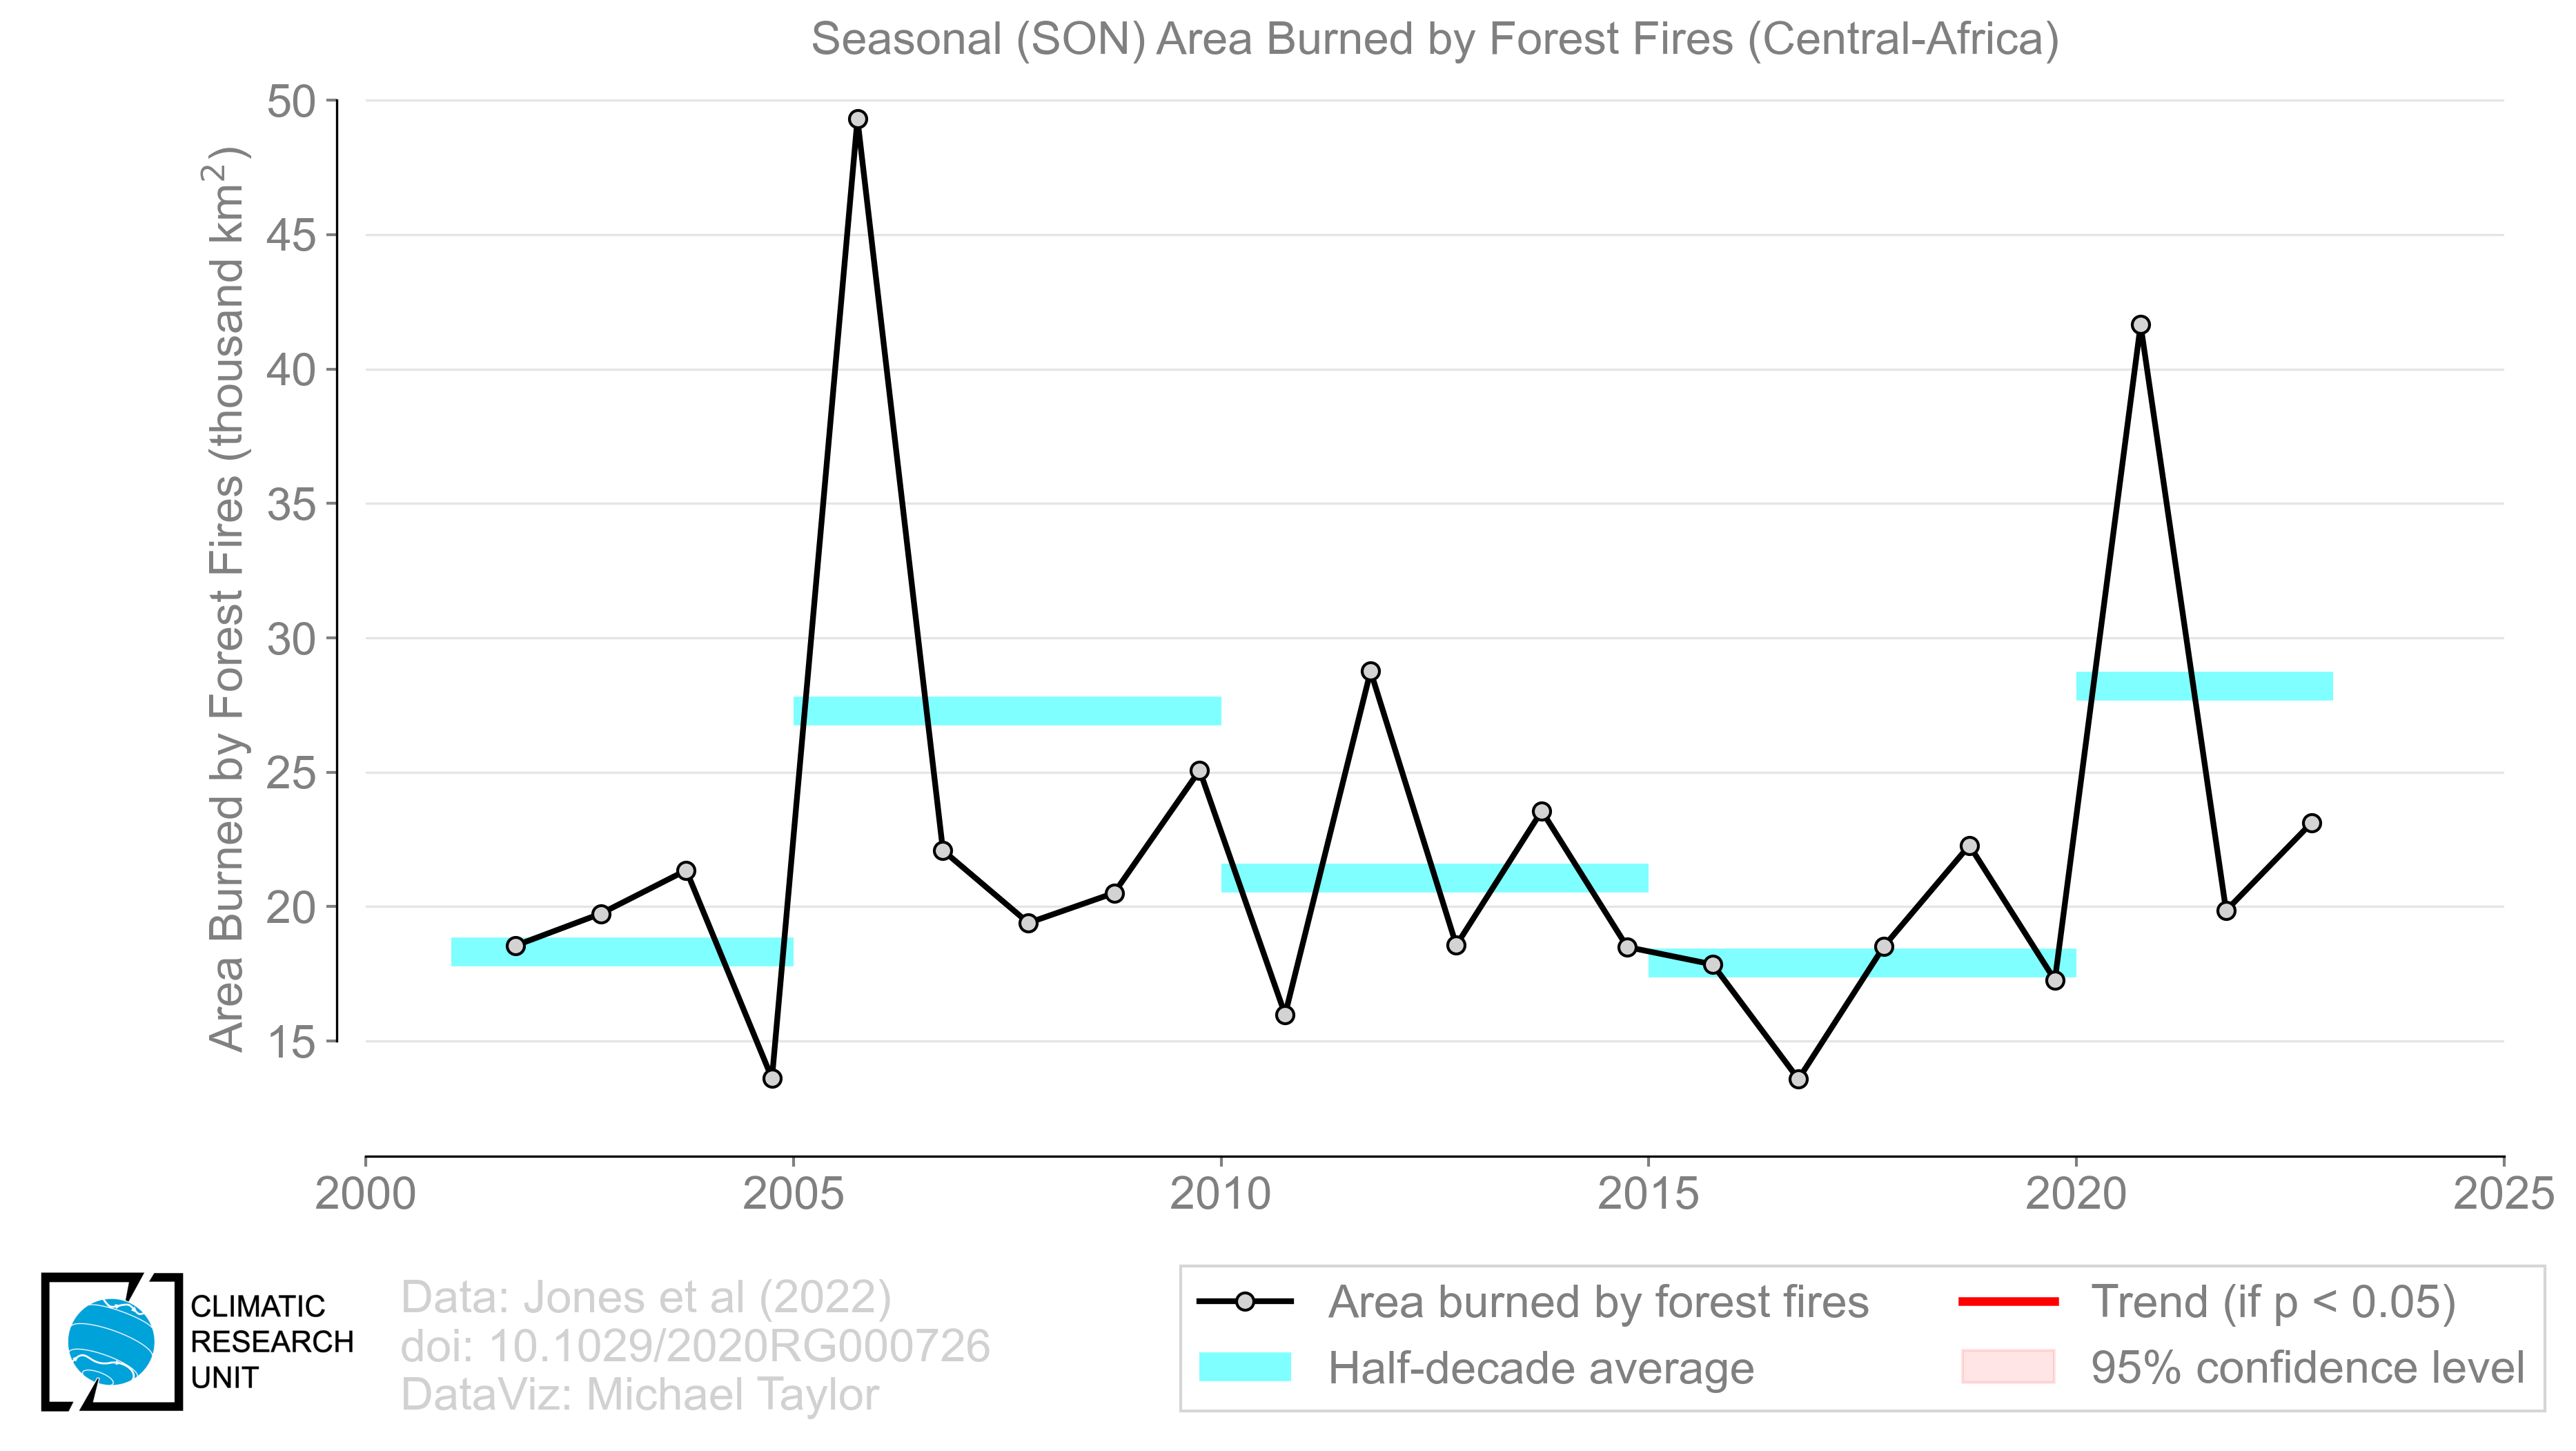 Seasonal (SON) Area Burned by Forest Fires (Central-Africa)
Area Burned by Forest Fires (thousand km²)
50
45
40
35
30
25
20
15
2000 2005 2010 2015 2020 2025
CLIMATIC
RESEARCH
UNIT
Data: Jones et al (2022)
doi: 10.1029/2020RG000726
DataViz: Michael Taylor
Area burned by forest fires
Half-decade average
Trend (if p < 0.05)
95% confidence level